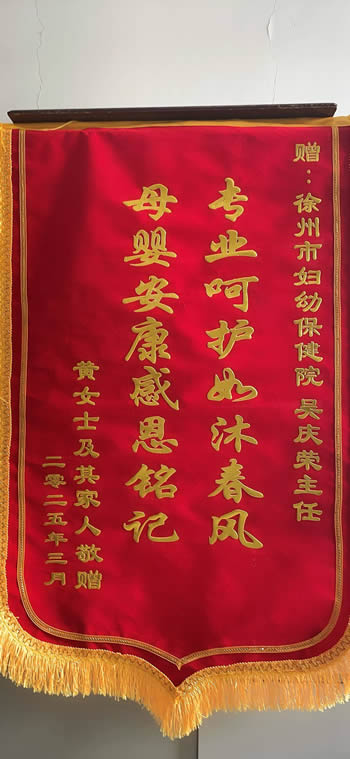 赠：徐州市妇幼保健院 吴庆荣主任
专业呵护如沐春风
母婴安康感恩铭记
黄女士及其家人敬赠
二零二五年三月